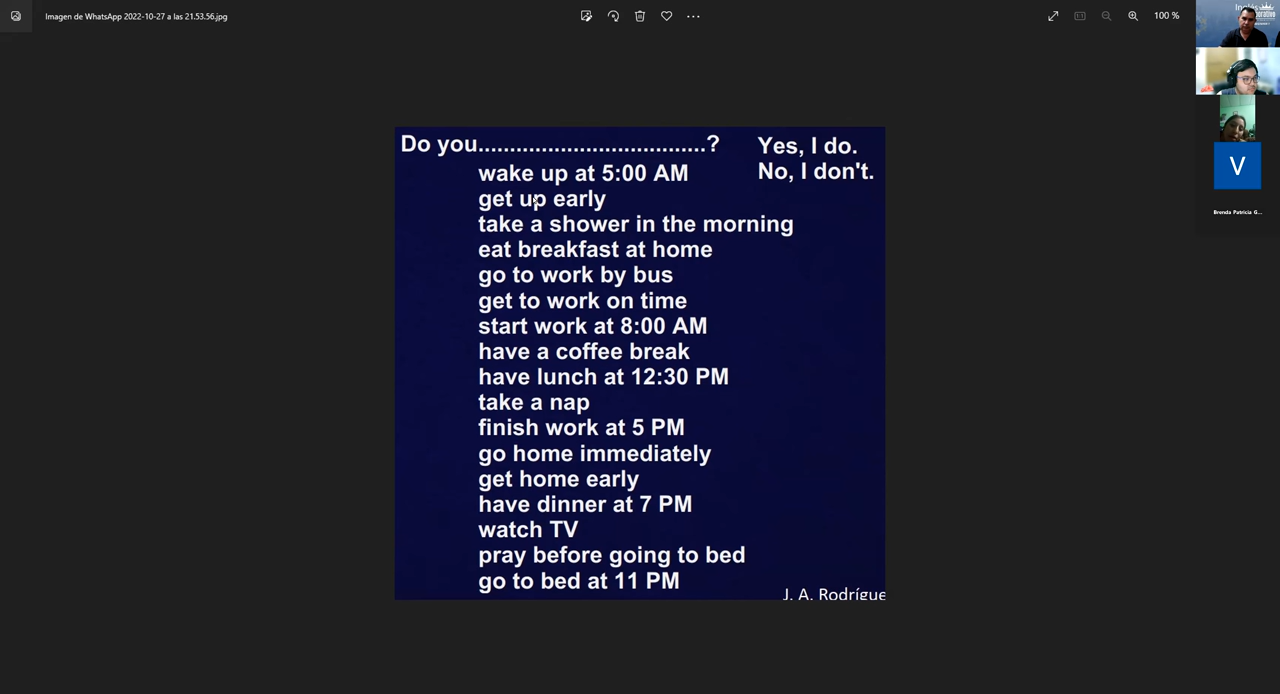 Imagen de WhatsApp 2022-10-27 a las 21.53.56.jpg
100 %
Inglés
Do you....................................?
Yes, I do.
No, I don't.
wake up at 5:00 AM
get up early
take a shower in the morning
eat breakfast at home
go to work by bus
get to work on time
start work at 8:00 AM
have a coffee break
have lunch at 12:30 PM
take a nap
finish work at 5 PM
go home immediately
get home early
have dinner at 7 PM
watch TV
pray before going to bed
go to bed at 11 PM
J. A. Rodrígue
V
Brenda Patricia G...